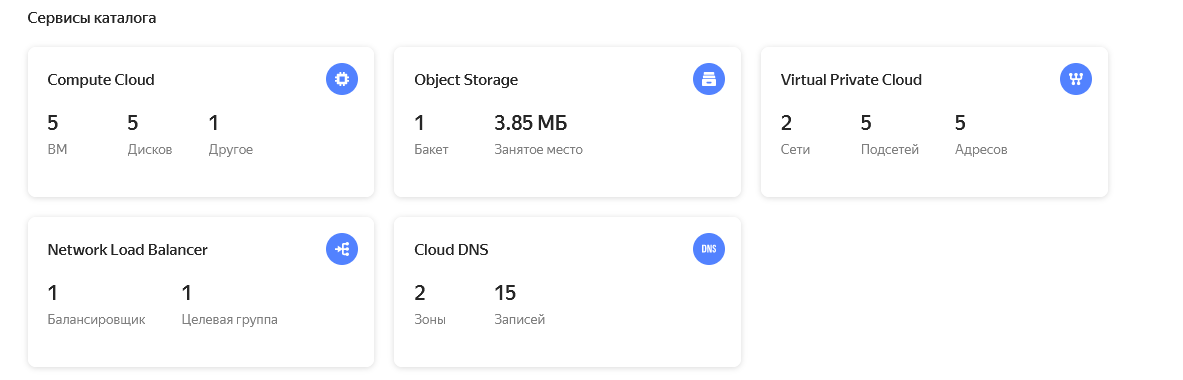 Сервисы каталога
Compute Cloud
5 5 1
ВМ Дисков Другое
Object Storage
1 3.85 МБ
Бакет Занятое место
Virtual Private Cloud
2 5 5
Сети Подсетей Адресов
Network Load Balancer
1 1
Балансировщик Целевая группа
Cloud DNS
DNS
2 15
Зоны Записей